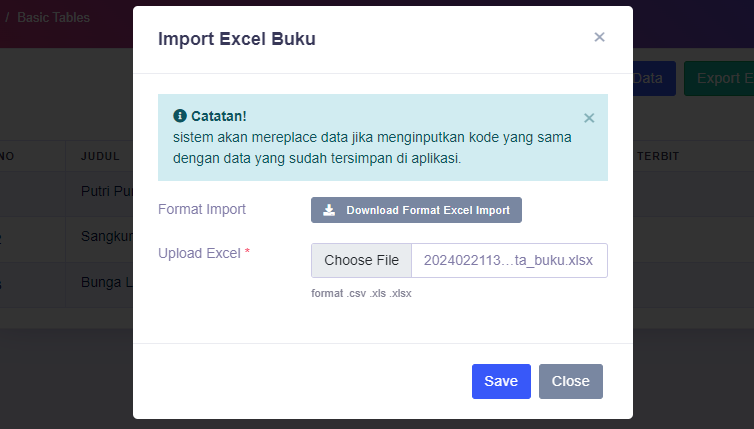 / Basic Tables
Import Excel Buku
×
Data
Export E
Catatan!
×
sistem akan mereplace data jika menginputkan kode yang sama
dengan data yang sudah tersimpan di aplikasi.
NO
JUDUL
TERBIT
Putri Pu
Format Import
Download Format Excel Import
Sangkur
Upload Excel *
Choose File
2024022113...ta_buku.xlsx
Bunga L
format .csv .xls .xlsx
Save
Close